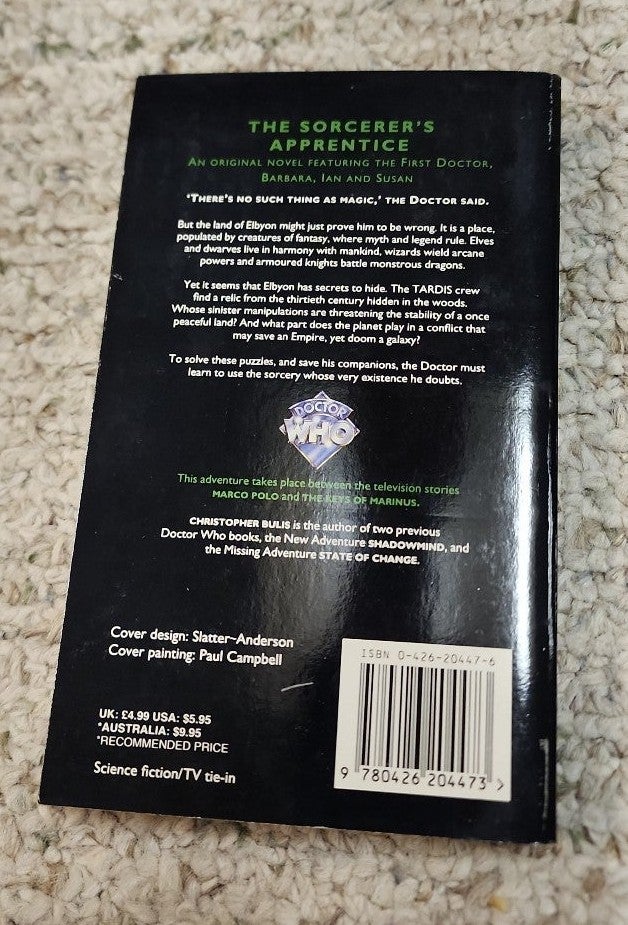 THE SORCERER'S
APPRENTICE
AN ORIGINAL NOVEL FEATURING THE FIRST DOCTOR,
BARBARA, IAN AND SUSAN
'THERE'S NO SUCH THING AS MAGIC,' THE DOCTOR SAID.
But the land of Elbyon might just prove him to be wrong. It is a place,
populated by creatures of fantasy, where myth and legend rule. Elves
and dwarves live in harmony with mankind, wizards wield arcane
powers and armoured knights battle monstrous dragons.
Yet it seems that Elbyon has secrets to hide. The TARDIS crew
find a relic from the thirtieth century hidden in the woods.
Whose sinister manipulations are threatening the stability of a once
peaceful land? And what part does the planet play in a conflict that
may save an Empire, yet doom a galaxy?
To solve these puzzles, and save his companions, the Doctor must
learn to use the sorcery whose very existence he doubts.
DOCTOR
WHO
This adventure takes place between the television stories
MARCO POLO and THE KEYS OF MARINUS.
CHRISTOPHER BULIS is the author of two previous
Doctor Who books, the New Adventure SHADOWMIND, and
the Missing Adventure STATE OF CHANGE.
Cover design: Slatter~Anderson
Cover painting: Paul Campbell
ISBN 0-426-20447-6
UK: £4.99 USA: $5.95
*AUSTRALIA: $9.95
*RECOMMENDED PRICE
Science fiction/TV tie-in
9 780426 204473 >